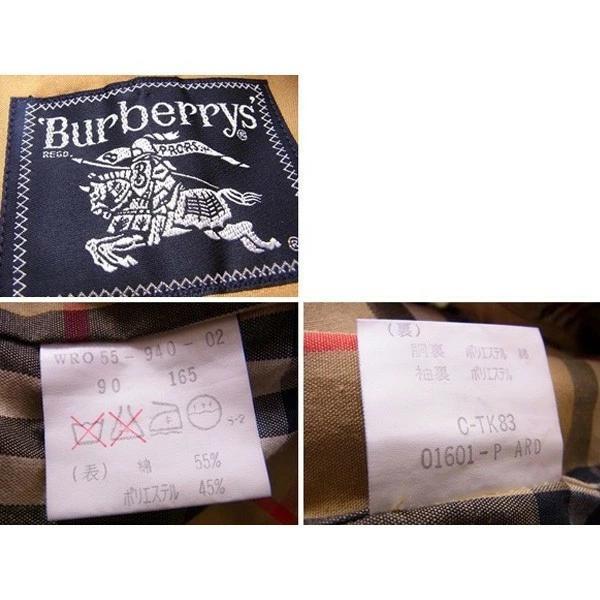 'Burberrys'
®
REGD.
PRORSUM
®
WRO 55-940-02
90 165
(表) 綿 55%
ポリエステル 45%
(裏)
胴裏 ポリエステル 綿
袖裏 ポリエステル
C-TK83
01601-P ARD